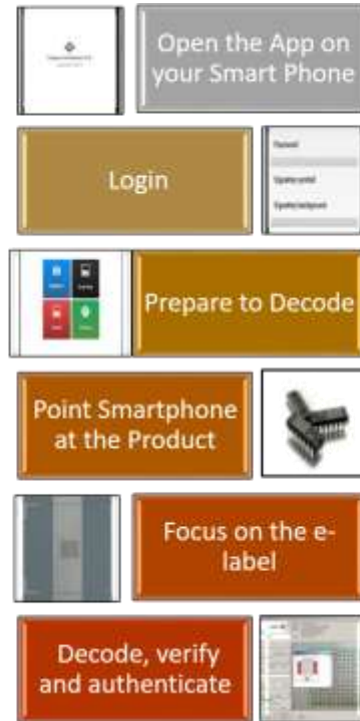 Open the App on
your Smart Phone
Login
Prepare to Decode
Point Smartphone
at the Product
Focus on the e-
label
Decode, verify
and authenticate